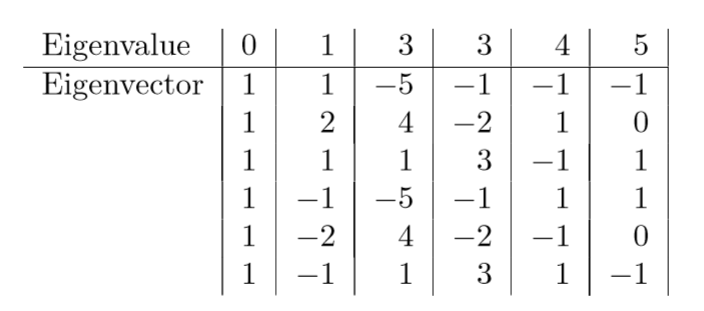 Eigenvalue 0 1 3 3 4 5
Eigenvector 1 1 −5 −1 −1 −1
1 2 4 −2 1 0
1 1 1 3 −1 1
1 −1 −5 −1 1 1
1 −2 4 −2 −1 0
1 −1 1 3 1 −1